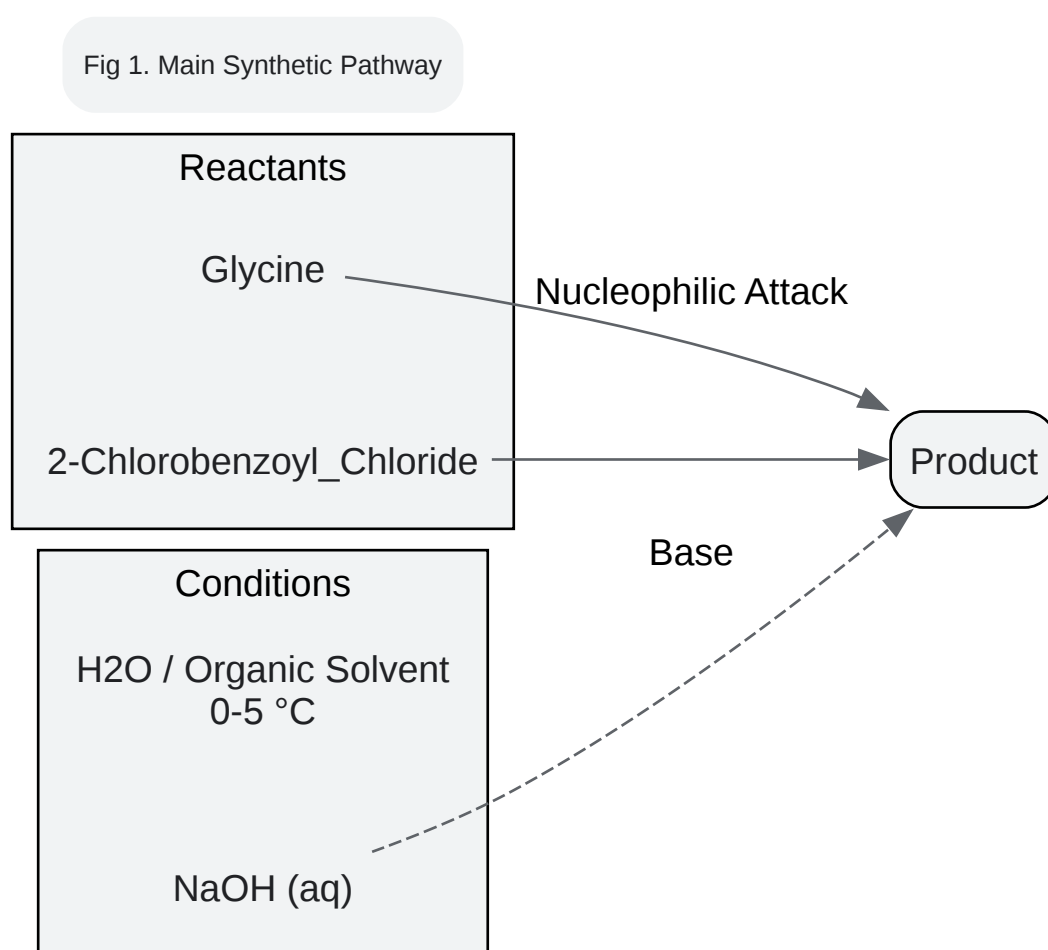 Fig 1. Main Synthetic Pathway
Reactants
Glycine
Nucleophilic Attack
2-Chlorobenzoyl_Chloride
Product
Base
Conditions
H2O / Organic Solvent
0-5 °C
NaOH (aq)